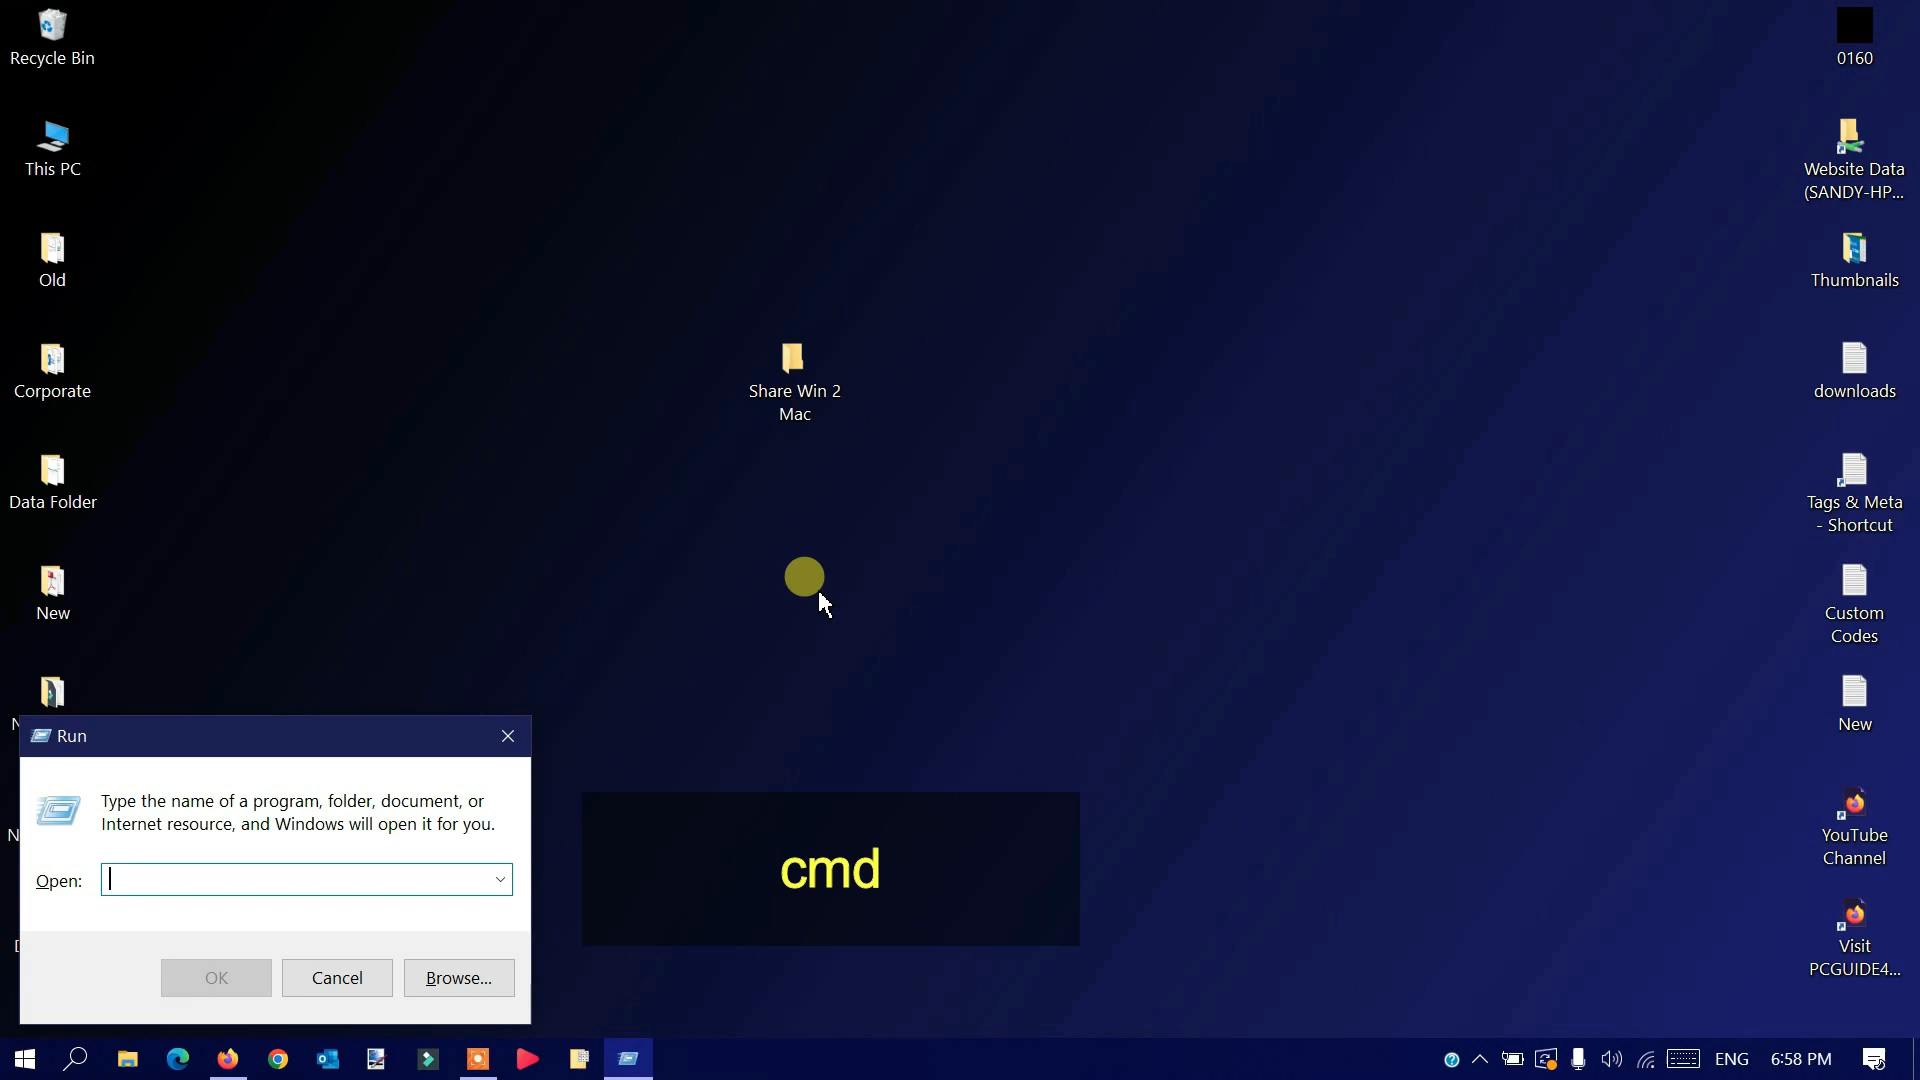 Recycle Bin
This PC
Old
Corporate
Data Folder
New
Share Win 2
Mac
0160
Website Data
(SANDY-HP...
Thumbnails
downloads
Tags & Meta
- Shortcut
Custom
Codes
New
YouTube
Channel
Visit
PCGUIDE4...
Run
Type the name of a program, folder, document, or
Internet resource, and Windows will open it for you.
Open:
OK
Cancel
Browse...
cmd
ENG
6:58 PM